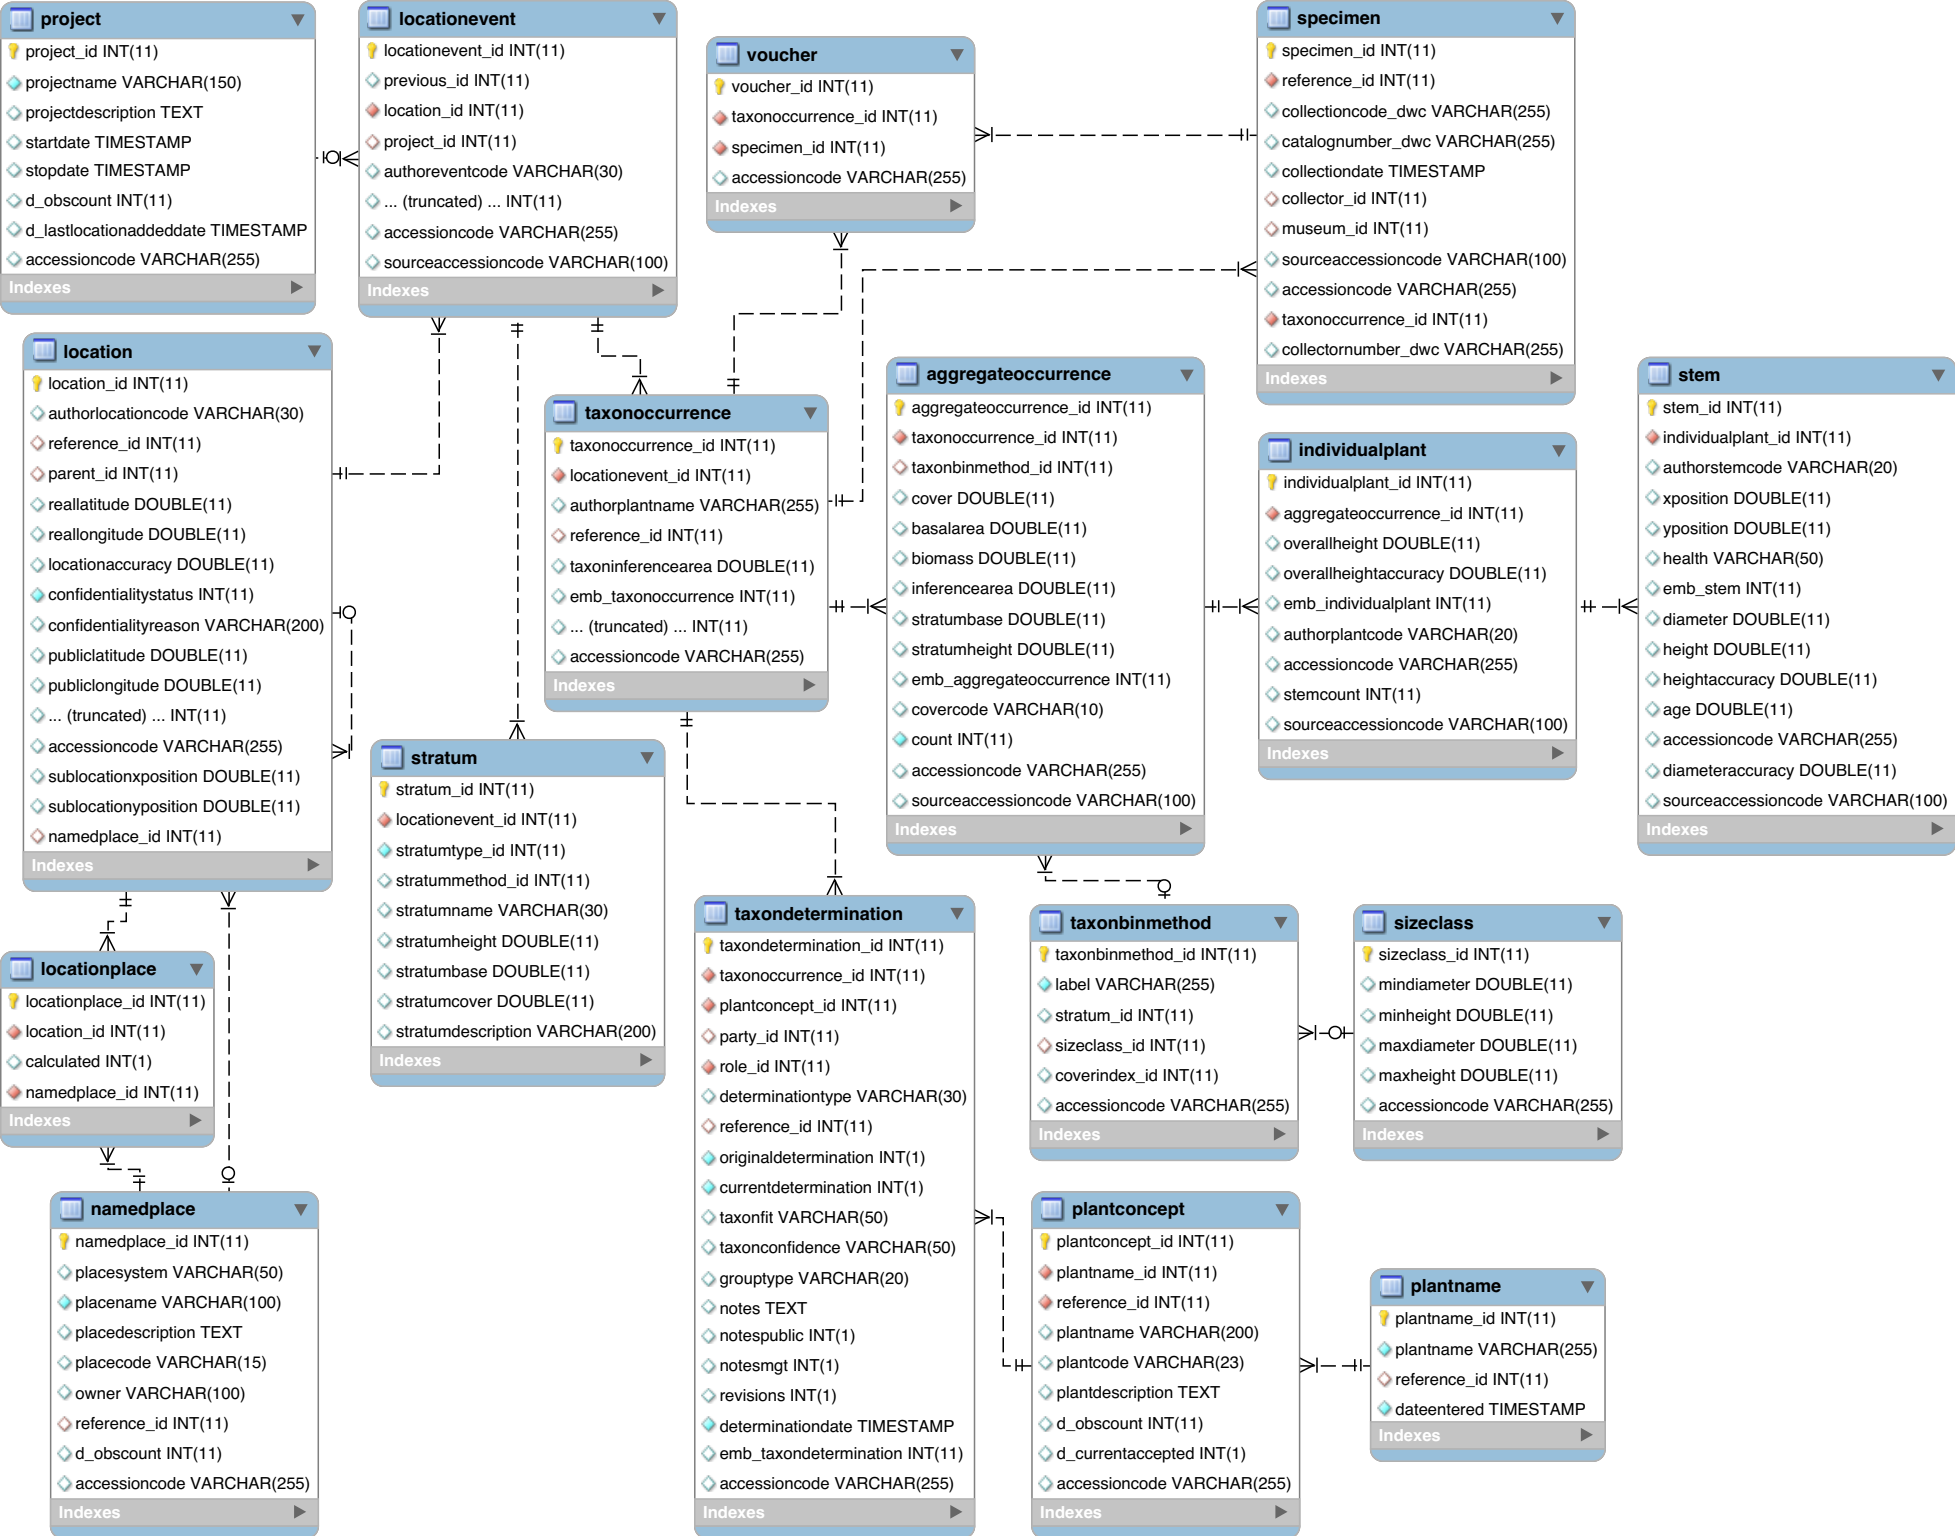 project
project_id INT(11)
projectname VARCHAR(150)
projectdescription TEXT
startdate TIMESTAMP
stopdate TIMESTAMP
d_obscount INT(11)
d_lastlocationaddeddate TIMESTAMP
accessioncode VARCHAR(255)
Indexes
locationevent
locationevent_id INT(11)
previous_id INT(11)
location_id INT(11)
project_id INT(11)
authoreventcode VARCHAR(30)
... (truncated) ... INT(11)
accessioncode VARCHAR(255)
sourceaccessioncode VARCHAR(100)
Indexes
voucher
voucher_id INT(11)
taxonoccurrence_id INT(11)
specimen_id INT(11)
accessioncode VARCHAR(255)
Indexes
specimen
specimen_id INT(11)
reference_id INT(11)
collectioncode_dwc VARCHAR(255)
catalognumber_dwc VARCHAR(255)
collectiondate TIMESTAMP
collector_id INT(11)
museum_id INT(11)
sourceaccessioncode VARCHAR(100)
accessioncode VARCHAR(255)
taxonoccurrence_id INT(11)
collectornumber_dwc VARCHAR(255)
Indexes
location
location_id INT(11)
authorlocationcode VARCHAR(30)
reference_id INT(11)
parent_id INT(11)
reallatitude DOUBLE(11)
reallongitude DOUBLE(11)
locationaccuracy DOUBLE(11)
confidentialitystatus INT(11)
confidentialityreason VARCHAR(200)
publiclatitude DOUBLE(11)
publiclongitude DOUBLE(11)
... (truncated) ... INT(11)
accessioncode VARCHAR(255)
sublocationxposition DOUBLE(11)
sublocationyposition DOUBLE(11)
namedplace_id INT(11)
Indexes
taxonoccurrence
taxonoccurrence_id INT(11)
locationevent_id INT(11)
authorplantname VARCHAR(255)
reference_id INT(11)
taxoninferencearea DOUBLE(11)
emb_taxonoccurrence INT(11)
... (truncated) ... INT(11)
accessioncode VARCHAR(255)
Indexes
aggregateoccurrence
aggregateoccurrence_id INT(11)
taxonoccurrence_id INT(11)
taxonbinmethod_id INT(11)
cover DOUBLE(11)
basalarea DOUBLE(11)
biomass DOUBLE(11)
inferencearea DOUBLE(11)
stratumbase DOUBLE(11)
stratumheight DOUBLE(11)
emb_aggregateoccurrence INT(11)
covercode VARCHAR(10)
count INT(11)
accessioncode VARCHAR(255)
sourceaccessioncode VARCHAR(100)
Indexes
individualplant
individualplant_id INT(11)
aggregateoccurrence_id INT(11)
overallheight DOUBLE(11)
overallheightaccuracy DOUBLE(11)
emb_individualplant INT(11)
authorplantcode VARCHAR(20)
accessioncode VARCHAR(255)
stemcount INT(11)
sourceaccessioncode VARCHAR(100)
Indexes
stem
stem_id INT(11)
individualplant_id INT(11)
authorstemcode VARCHAR(20)
xposition DOUBLE(11)
yposition DOUBLE(11)
health VARCHAR(50)
emb_stem INT(11)
diameter DOUBLE(11)
height DOUBLE(11)
heightaccuracy DOUBLE(11)
age DOUBLE(11)
accessioncode VARCHAR(255)
diameteraccuracy DOUBLE(11)
sourceaccessioncode VARCHAR(100)
Indexes
stratum
stratum_id INT(11)
locationevent_id INT(11)
stratumtype_id INT(11)
stratummethod_id INT(11)
stratumname VARCHAR(30)
stratumheight DOUBLE(11)
stratumbase DOUBLE(11)
stratumcover DOUBLE(11)
stratumdescription VARCHAR(200)
Indexes
locationplace
locationplace_id INT(11)
location_id INT(11)
calculated INT(1)
namedplace_id INT(11)
Indexes
namedplace
namedplace_id INT(11)
placesystem VARCHAR(50)
placename VARCHAR(100)
placedescription TEXT
placecode VARCHAR(15)
owner VARCHAR(100)
reference_id INT(11)
d_obscount INT(11)
accessioncode VARCHAR(255)
Indexes
taxondetermination
taxondetermination_id INT(11)
taxonoccurrence_id INT(11)
plantconcept_id INT(11)
party_id INT(11)
role_id INT(11)
determinationtype VARCHAR(30)
reference_id INT(11)
originaldetermination INT(1)
currentdetermination INT(1)
taxonfit VARCHAR(50)
taxonconfidence VARCHAR(50)
grouptype VARCHAR(20)
notes TEXT
notespublic INT(1)
notesmgt INT(1)
revisions INT(1)
determinationdate TIMESTAMP
emb_taxondetermination INT(11)
accessioncode VARCHAR(255)
Indexes
taxonbinmethod
taxonbinmethod_id INT(11)
label VARCHAR(255)
stratum_id INT(11)
sizeclass_id INT(11)
coverindex_id INT(11)
accessioncode VARCHAR(255)
Indexes
sizeclass
sizeclass_id INT(11)
mindiameter DOUBLE(11)
minheight DOUBLE(11)
maxdiameter DOUBLE(11)
maxheight DOUBLE(11)
accessioncode VARCHAR(255)
Indexes
plantconcept
plantconcept_id INT(11)
plantname_id INT(11)
reference_id INT(11)
plantname VARCHAR(200)
plantcode VARCHAR(23)
plantdescription TEXT
d_obscount INT(11)
d_currentaccepted INT(1)
accessioncode VARCHAR(255)
Indexes
plantname
plantname_id INT(11)
plantname VARCHAR(255)
reference_id INT(11)
dateentered TIMESTAMP
Indexes